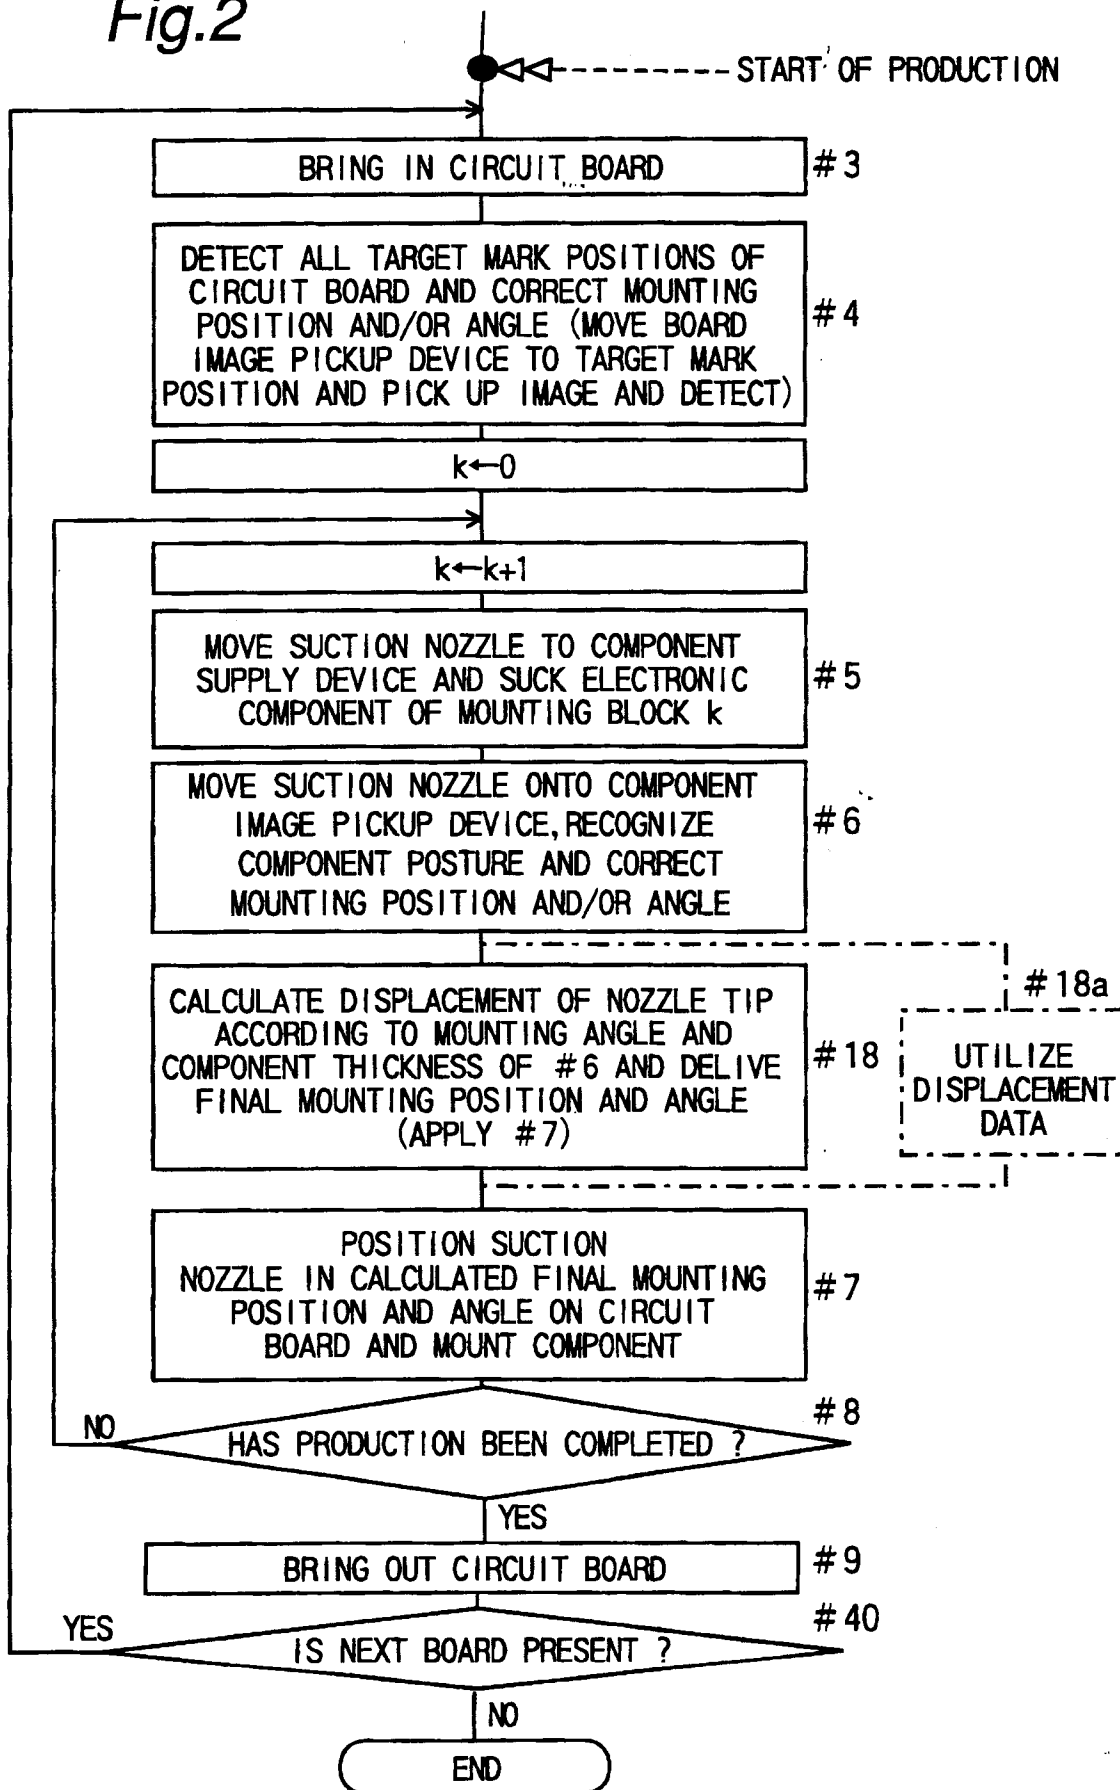 Fig.2
START OF PRODUCTION
BRING IN CIRCUIT BOARD
#3
DETECT ALL TARGET MARK POSITIONS OF
CIRCUIT BOARD AND CORRECT MOUNTING
POSITION AND/OR ANGLE (MOVE BOARD
IMAGE PICKUP DEVICE TO TARGET MARK
POSITION AND PICK UP IMAGE AND DETECT)
#4
k←0
k←k+1
MOVE SUCTION NOZZLE TO COMPONENT
SUPPLY DEVICE AND SUCK ELECTRONIC
COMPONENT OF MOUNTING BLOCK k
#5
MOVE SUCTION NOZZLE ONTO COMPONENT
IMAGE PICKUP DEVICE, RECOGNIZE
COMPONENT POSTURE AND CORRECT
MOUNTING POSITION AND/OR ANGLE
#6
CALCULATE DISPLACEMENT OF NOZZLE TIP
ACCORDING TO MOUNTING ANGLE AND
COMPONENT THICKNESS OF #6 AND DELIVE
FINAL MOUNTING POSITION AND ANGLE
(APPLY #7)
#18
#18a
UTILIZE
DISPLACEMENT
DATA
POSITION SUCTION
NOZZLE IN CALCULATED FINAL MOUNTING
POSITION AND ANGLE ON CIRCUIT
BOARD AND MOUNT COMPONENT
#7
#8
NO
HAS PRODUCTION BEEN COMPLETED ?
YES
BRING OUT CIRCUIT BOARD
#9
#40
YES
IS NEXT BOARD PRESENT ?
NO
END